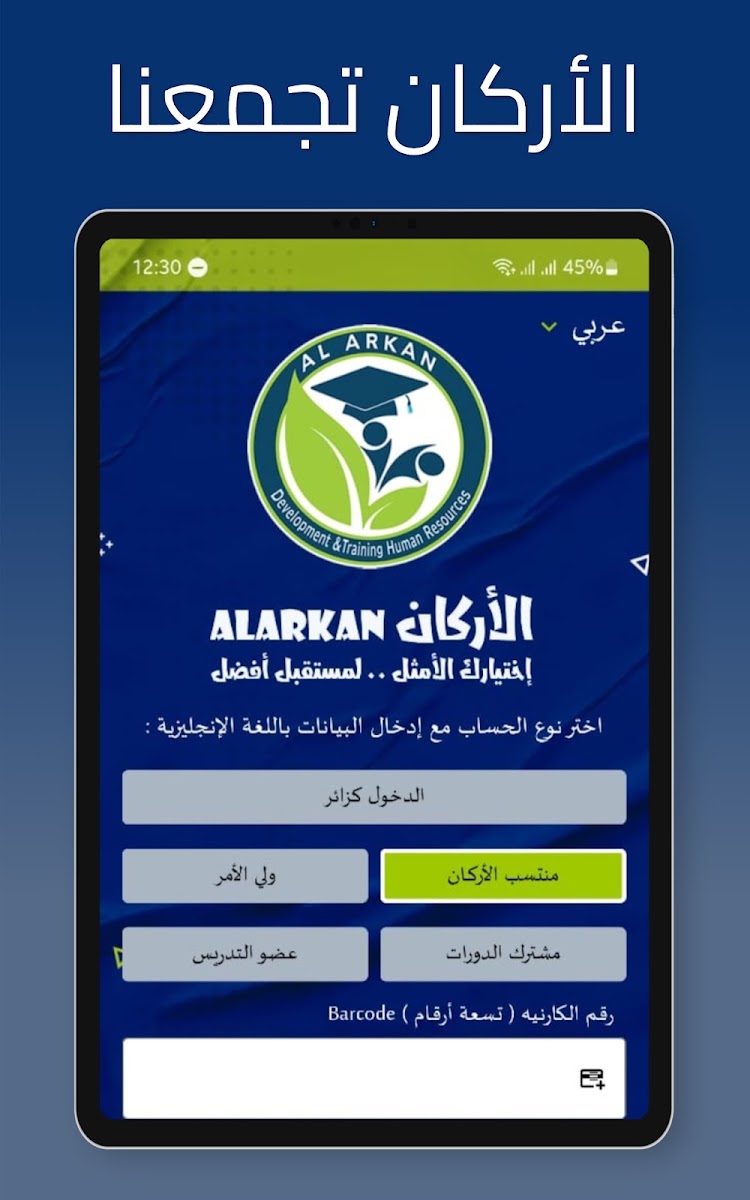 الأركان تجمعنا
12:30
45%
عربي
AL ARKAN
Development & Training Human Resources
ALARKAN الأركان
إختيارك الأمثل .. لمستقبل أفضل
اختر نوع الحساب مع إدخال البيانات باللغة الإنجليزية :
الدخول كزائر
منتسب الأركان
ولي الأمر
مشترك الدورات
عضو التدريس
رقم الكارنيه ( تسعة أرقام ) Barcode